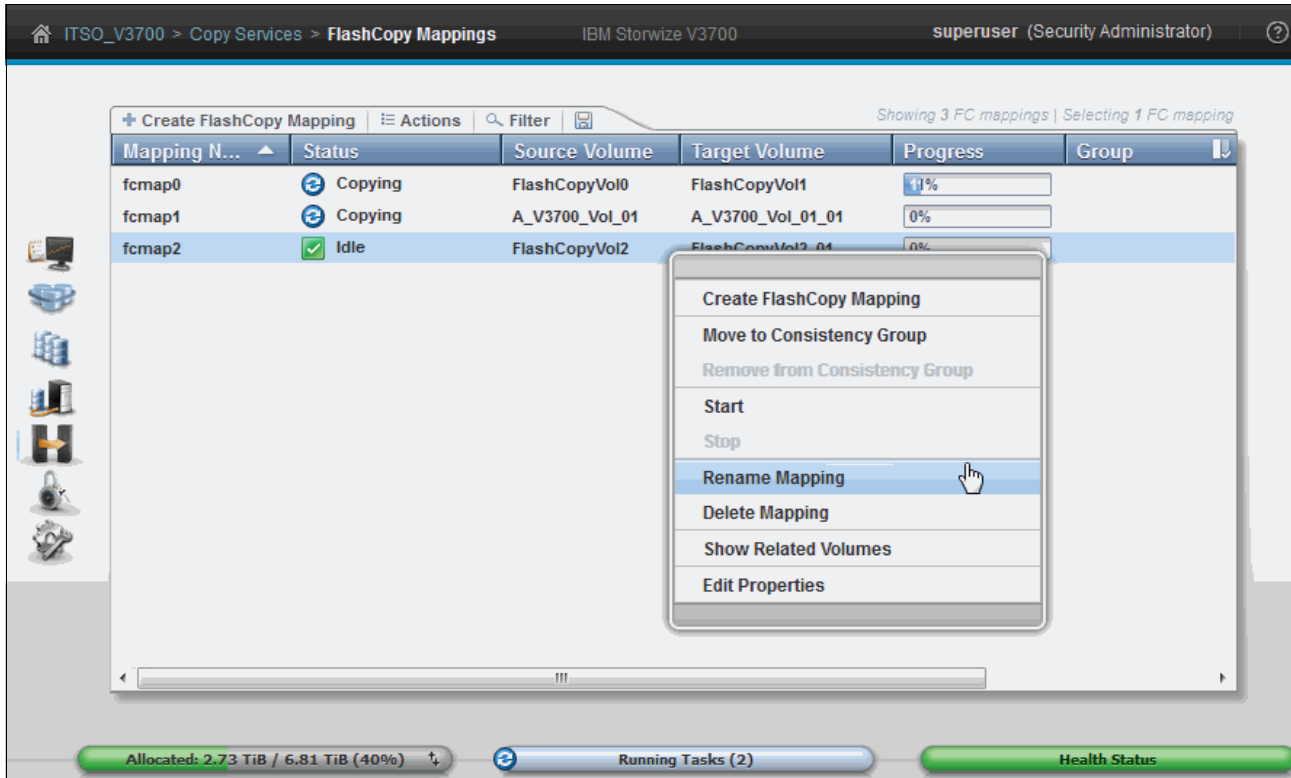 ITSO_V3700 > Copy Services > FlashCopy Mappings IBM Storwize V3700 superuser (Security Administrator) ?
Create FlashCopy Mapping Actions Filter Showing 3 FC mappings | Selecting 1 FC mapping
Mapping N... Status Source Volume Target Volume Progress Group
fcmap0 Copying FlashCopyVol0 FlashCopyVol1 11%
fcmap1 Copying A_V3700_Vol_01 A_V3700_Vol_01_01 0%
fcmap2 Idle FlashCopyVol2 FlashCopyVol2_01 0%
Create FlashCopy Mapping
Move to Consistency Group
Remove from Consistency Group
Start
Stop
Rename Mapping
Delete Mapping
Show Related Volumes
Edit Properties
Allocated: 2.73 TiB / 6.81 TiB (40%) Running Tasks (2) Health Status